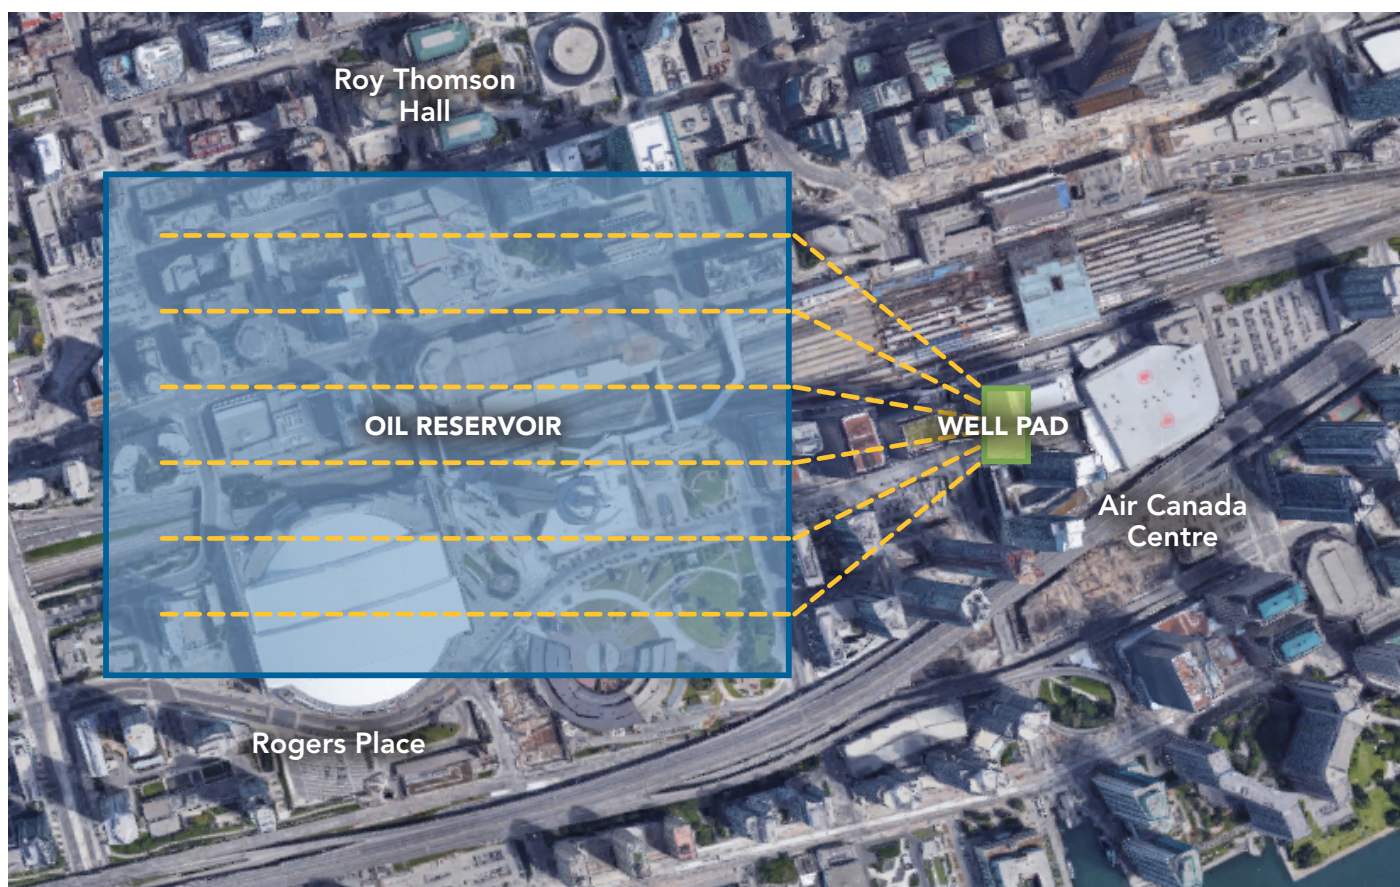 Roy Thomson
Hall
OIL RESERVOIR
WELL PAD
Air Canada
Centre
Rogers Place